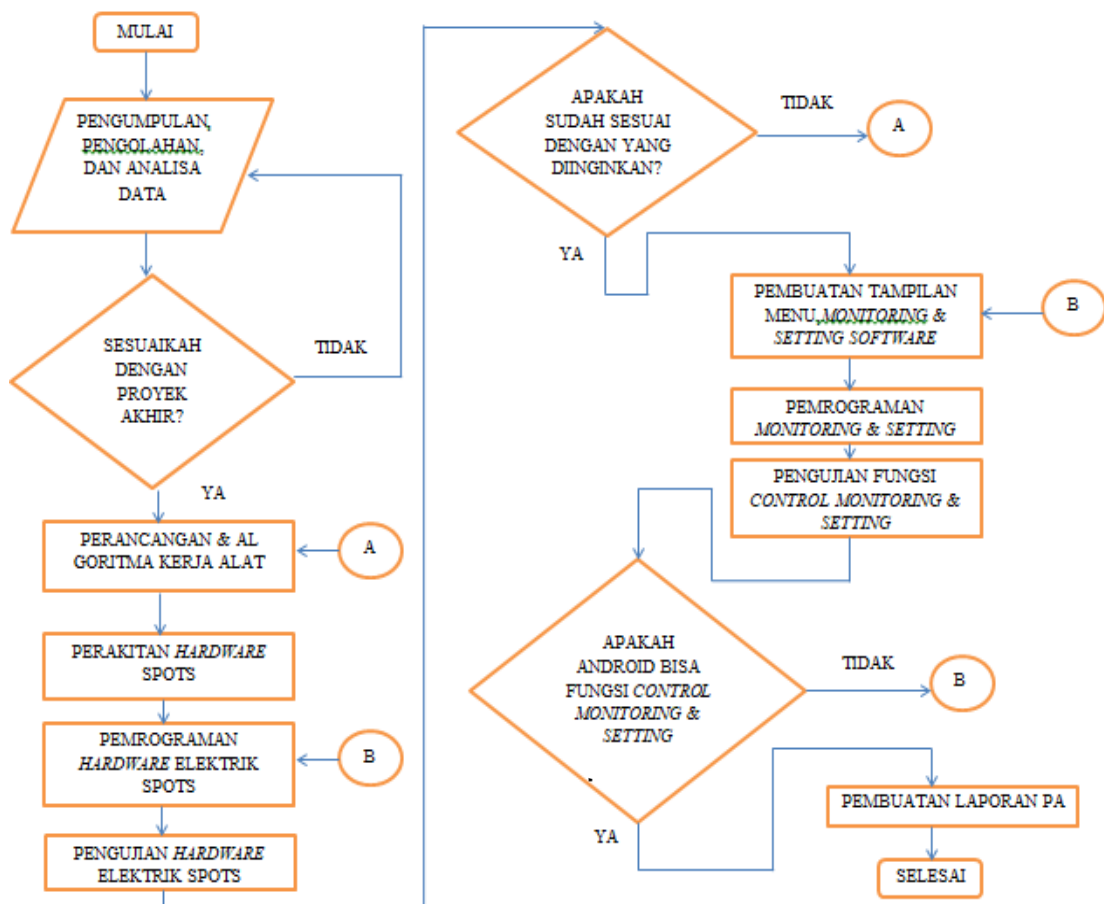 MULAI
PENGUMPULAN,
PENGOLAHAN,
DAN ANALISA
DATA
SESUAIKAH
DENGAN
PROYEK
AKHIR?
TIDAK
YA
PERANCANGAN & AL
GORITMA KERJA ALAT
A
PERAKITAN HARDWARE
SPOTS
PEMROGRAMAN
HARDWARE ELEKTRIK
SPOTS
B
PENGUJIAN HARDWARE
ELEKTRIK SPOTS
APAKAH
SUDAH SESUAI
DENGAN YANG
DIINGINKAN?
TIDAK
A
YA
PEMBUATAN TAMPILAN
MENU, MONITORING &
SETTING SOFTWARE
B
PEMROGRAMAN
MONITORING & SETTING
PENGUJIAN FUNGSI
CONTROL MONITORING &
SETTING
APAKAH
ANDROID BISA
FUNGSI CONTROL
MONITORING &
SETTING
TIDAK
B
YA
PEMBUATAN LAPORAN PA
SELESAI